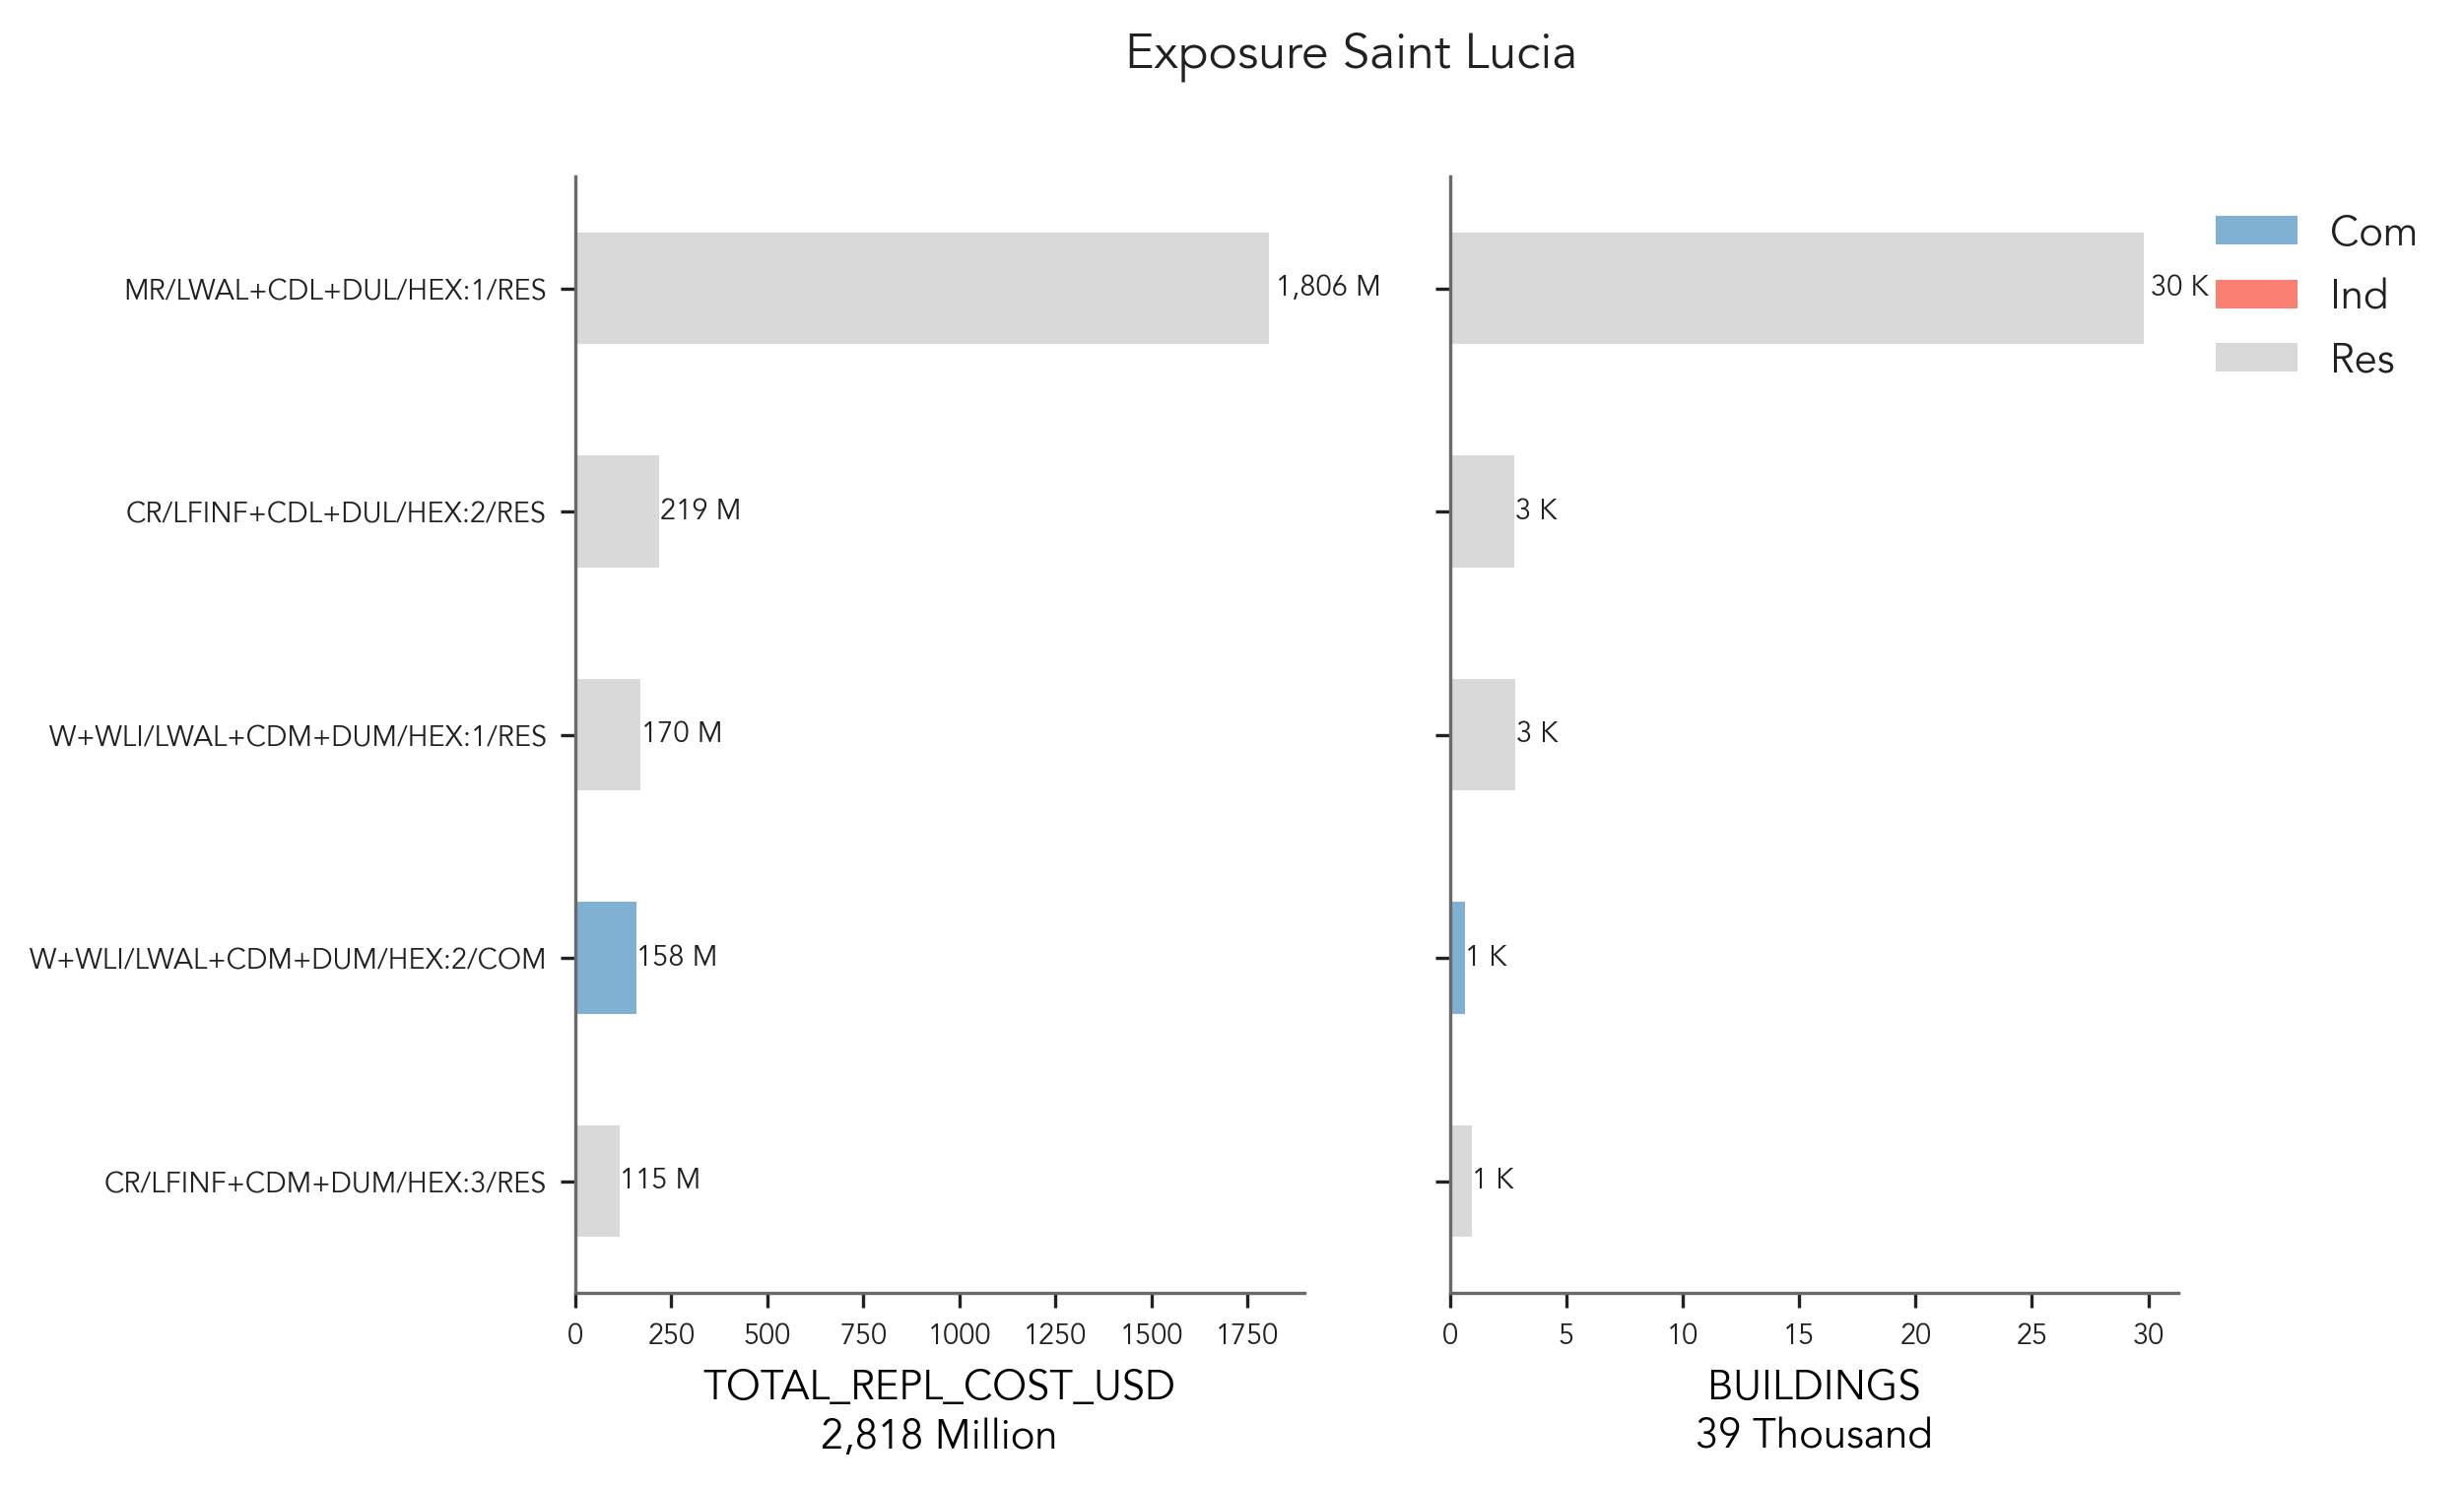 Exposure Saint Lucia
MR/LWAL+CDL+DUL/HEX:1/RES
1,806 M
30 K
CR/LFINF+CDL+DUL/HEX:2/RES
219 M
3 K
W+WLI/LWAL+CDM+DUM/HEX:1/RES
170 M
3 K
W+WLI/LWAL+CDM+DUM/HEX:2/COM
158 M
1 K
CR/LFINF+CDM+DUM/HEX:3/RES
115 M
1 K
0 250 500 750 1000 1250 1500 1750
TOTAL_REPL_COST_USD
2,818 Million
0 5 10 15 20 25 30
BUILDINGS
39 Thousand
Com
Ind
Res